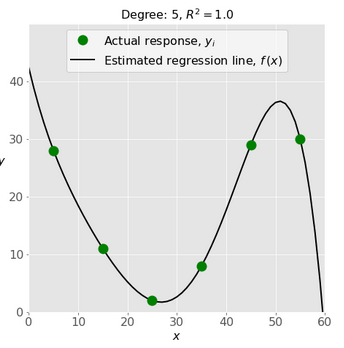 Degree: 5, R² = 1.0
Actual response, yᵢ
Estimated regression line, f(x)
y
40
30
20
10
0
0 10 20 30 40 50 60
x